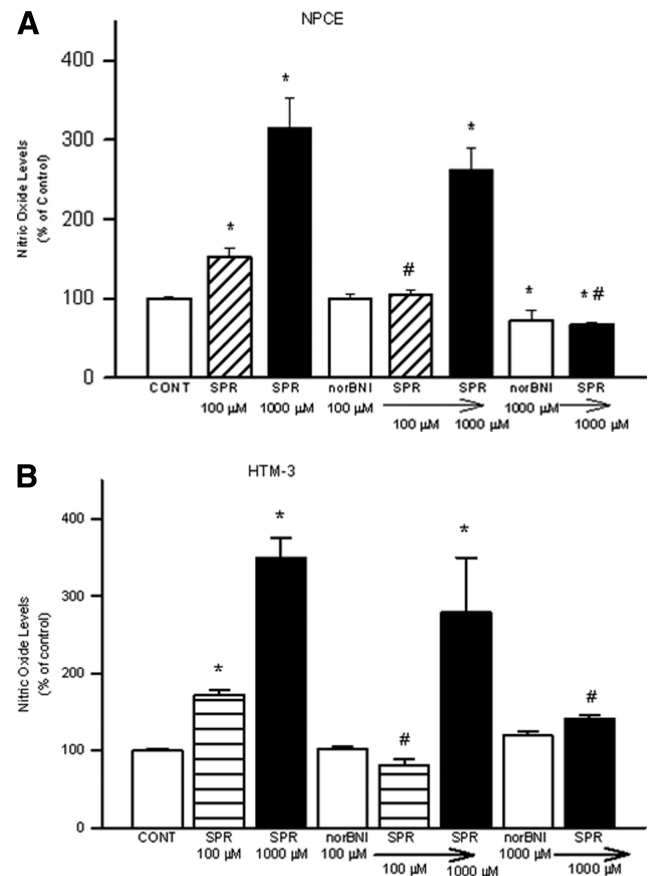 A
NPCE
Nitric Oxide Levels
(% of Control)
400
300
200
100
0
*
*
#
*
*
* #
CONT SPR SPR norBNI SPR SPR norBNI SPR
100 µM 1000 µM 100 µM 100 µM 1000 µM 1000 µM 1000 µM
B
HTM-3
Nitric Oxide Levels
(% of control)
400
300
200
100
0
*
*
#
*
#
CONT SPR SPR norBNI SPR SPR norBNI SPR
100 µM 1000 µM 100 µM 100 µM 1000 µM 1000 µM 1000 µM